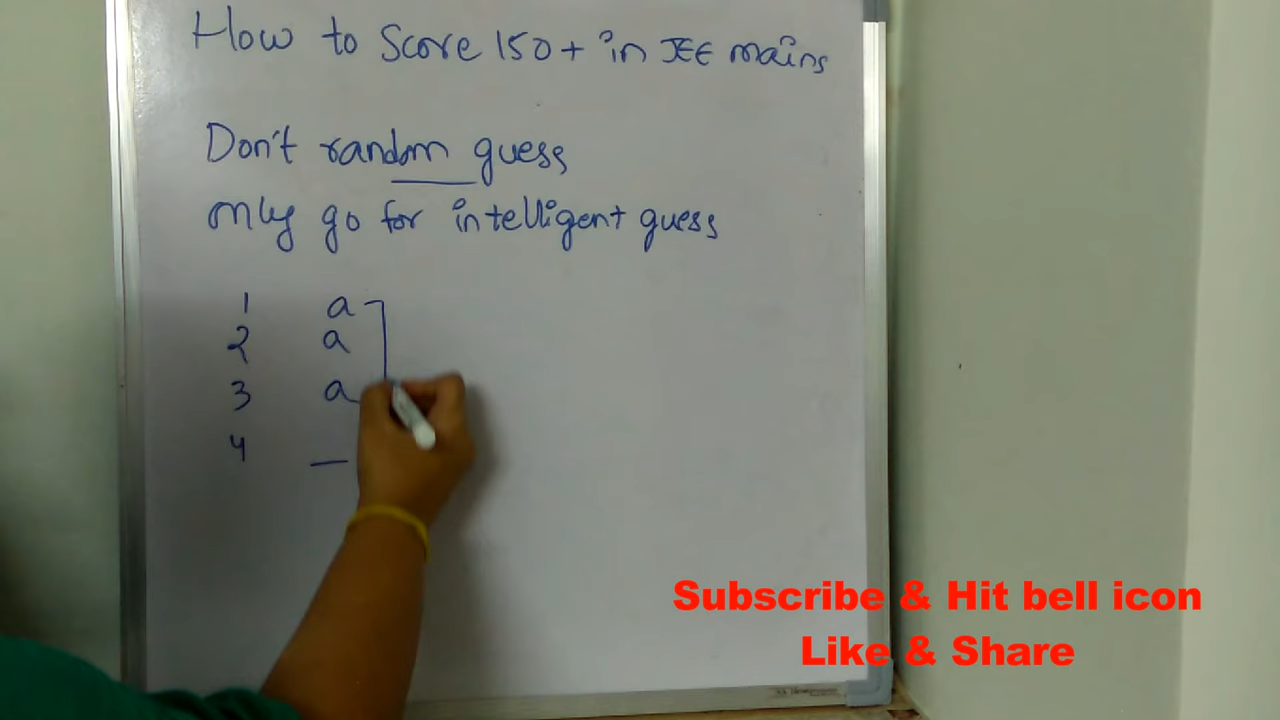 How to Score 150+ in JEE mains
Don't random guess
only go for intelligent guess
1 a
2 a
3 a
4 _
Subscribe & Hit bell icon
Like & Share